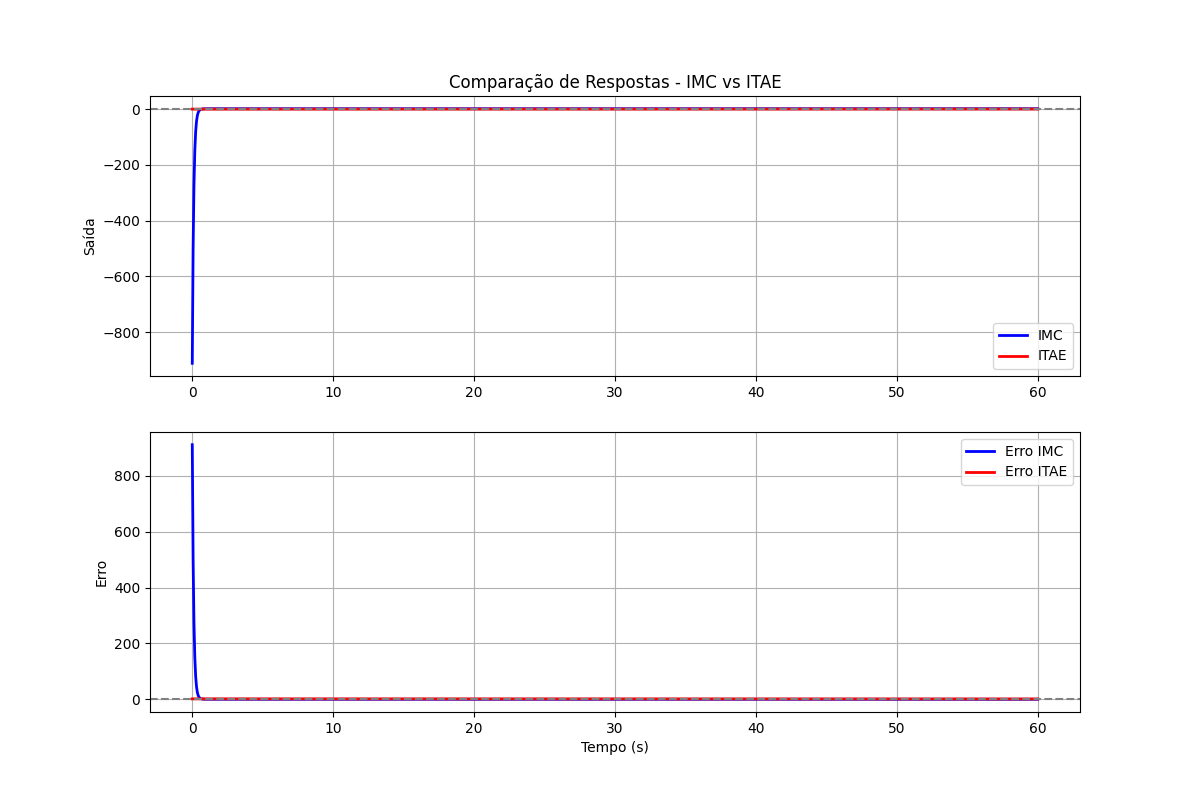 Comparação de Respostas - IMC vs ITAE
Saída
0
−200
−400
−600
−800
0 10 20 30 40 50 60
IMC
ITAE
Erro
800
600
400
200
0
0 10 20 30 40 50 60
Erro IMC
Erro ITAE
Tempo (s)